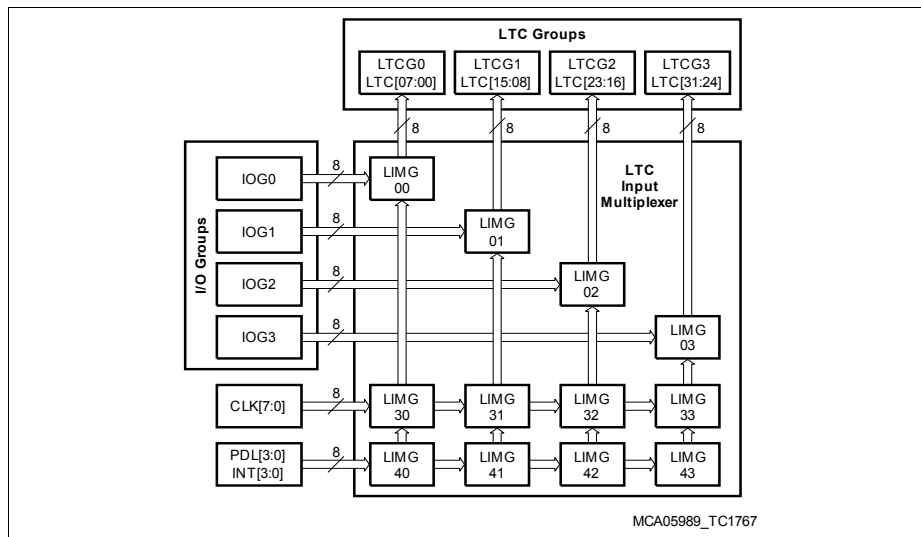 LTC Groups
LTCG0
LTC[07:00]
LTCG1
LTC[15:08]
LTCG2
LTC[23:16]
LTCG3
LTC[31:24]
8
8
8
8
I/O Groups
IOG0
8
LIMG
00
LTC
Input
Multiplexer
IOG1
8
LIMG
01
IOG2
8
LIMG
02
IOG3
8
LIMG
03
CLK[7:0]
8
LIMG
30
LIMG
31
LIMG
32
LIMG
33
PDL[3:0]
INT[3:0]
8
LIMG
40
LIMG
41
LIMG
42
LIMG
43
MCA05989_TC1767